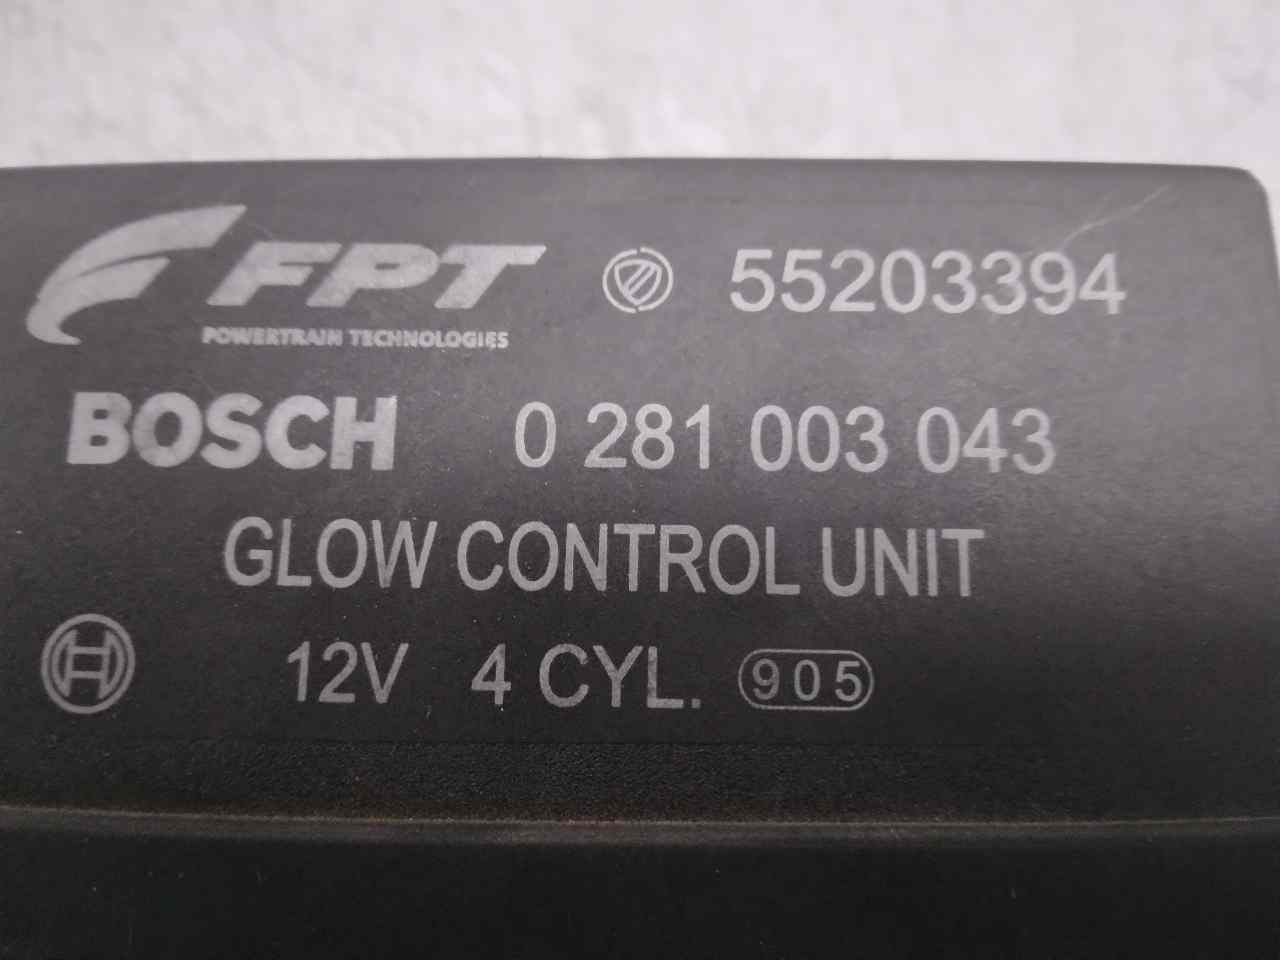 FPT 55203394
POWERTRAIN TECHNOLOGIES
BOSCH 0 281 003 043
GLOW CONTROL UNIT
12V 4 CYL. 905